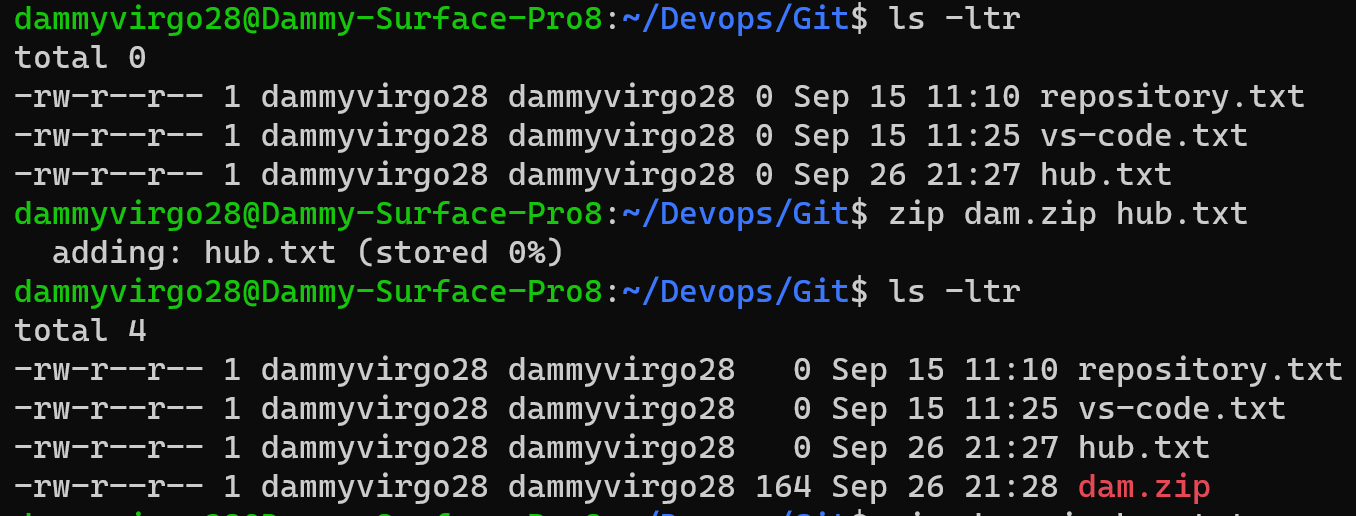 dammyvirgo28@Dammy-Surface-Pro8:~/Devops/Git$ ls -ltr
total 0
-rw-r--r-- 1 dammyvirgo28 dammyvirgo28 0 Sep 15 11:10 repository.txt
-rw-r--r-- 1 dammyvirgo28 dammyvirgo28 0 Sep 15 11:25 vs-code.txt
-rw-r--r-- 1 dammyvirgo28 dammyvirgo28 0 Sep 26 21:27 hub.txt
dammyvirgo28@Dammy-Surface-Pro8:~/Devops/Git$ zip dam.zip hub.txt
  adding: hub.txt (stored 0%)
dammyvirgo28@Dammy-Surface-Pro8:~/Devops/Git$ ls -ltr
total 4
-rw-r--r-- 1 dammyvirgo28 dammyvirgo28   0 Sep 15 11:10 repository.txt
-rw-r--r-- 1 dammyvirgo28 dammyvirgo28   0 Sep 15 11:25 vs-code.txt
-rw-r--r-- 1 dammyvirgo28 dammyvirgo28   0 Sep 26 21:27 hub.txt
-rw-r--r-- 1 dammyvirgo28 dammyvirgo28 164 Sep 26 21:28 dam.zip